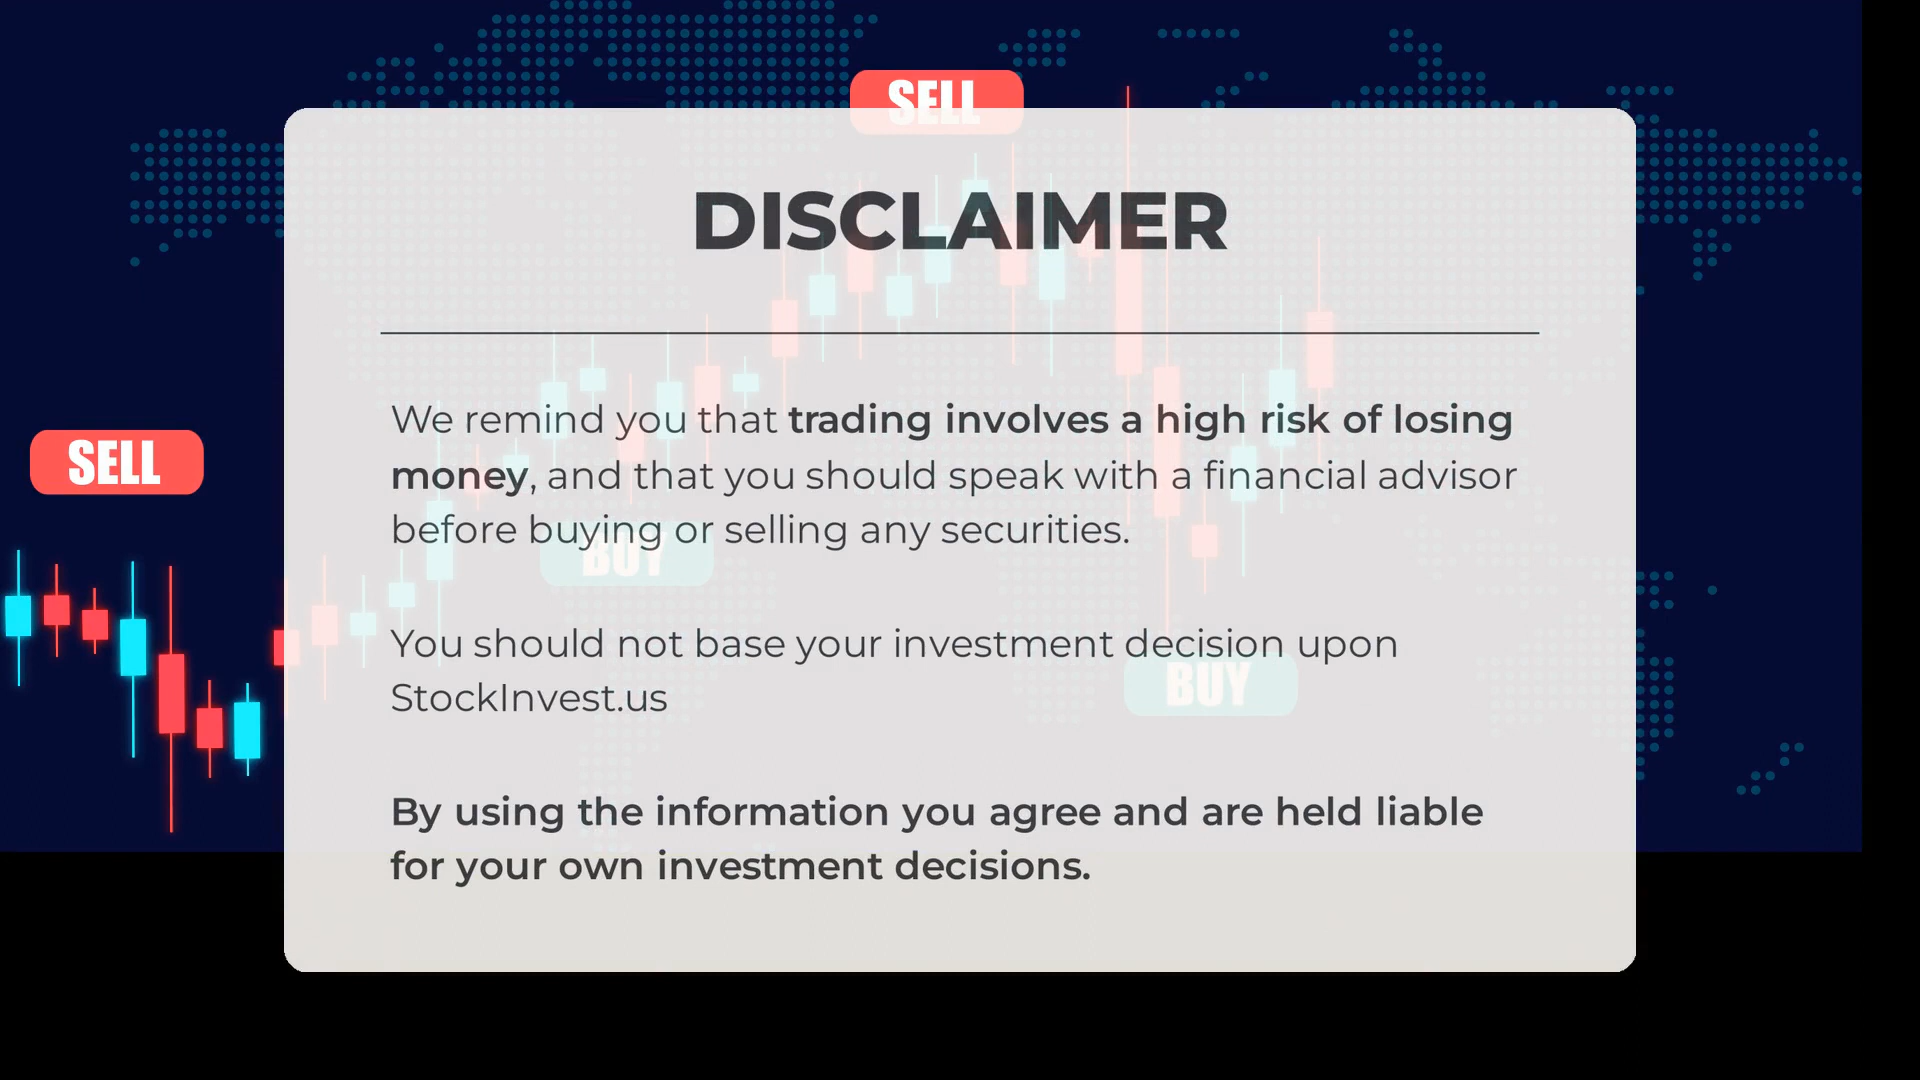 SELL
DISCLAIMER
We remind you that trading involves a high risk of losing
money, and that you should speak with a financial advisor
before buying or selling any securities.
SELL
BUY
You should not base your investment decision upon
StockInvest.us
BUY
By using the information you agree and are held liable
for your own investment decisions.